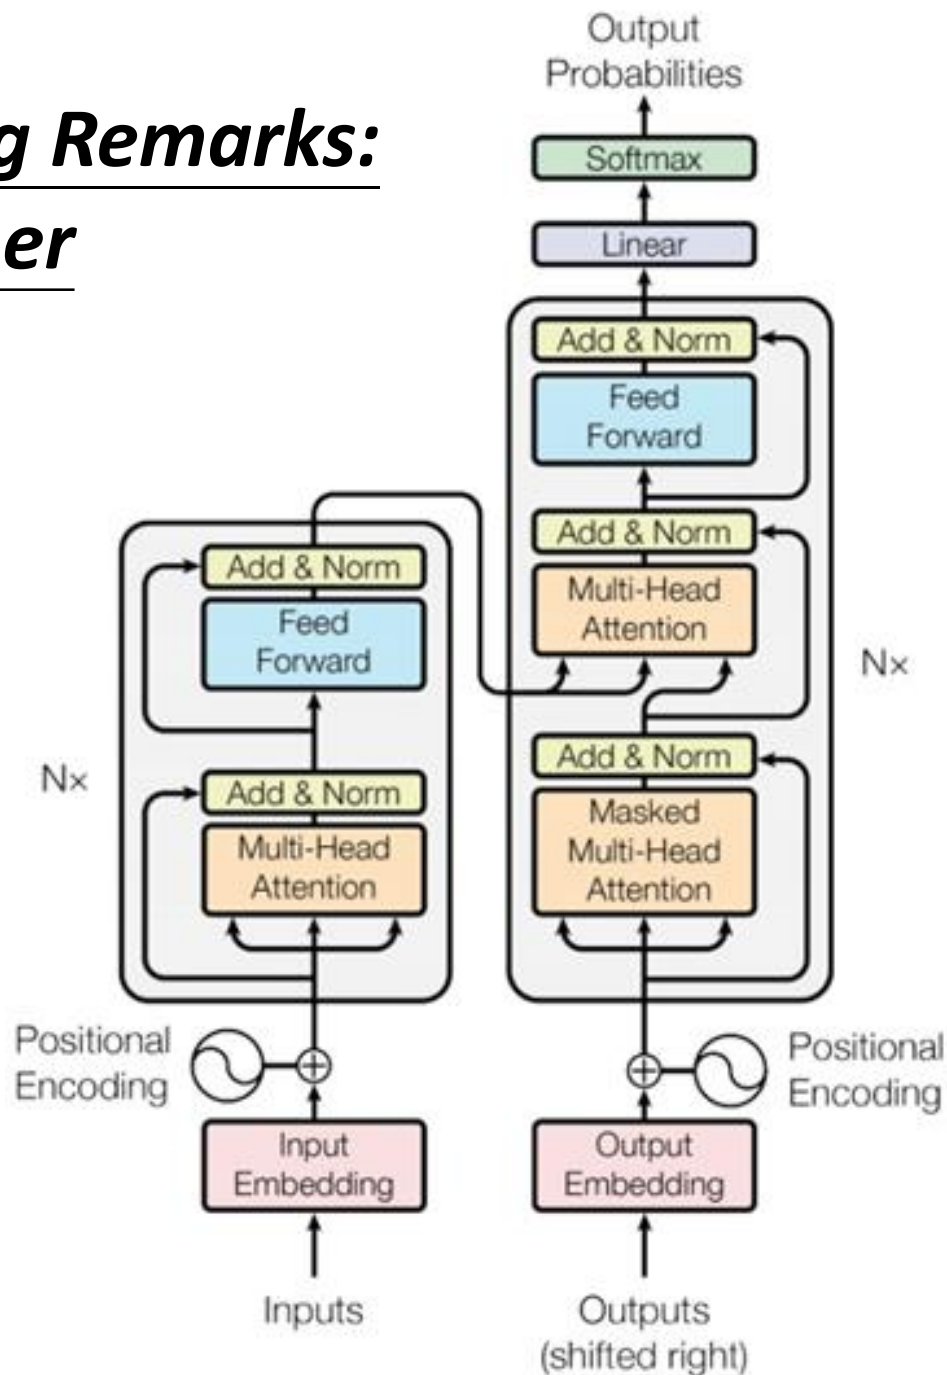 g Remarks:
er
Output
Probabilities
Softmax
Linear
Add & Norm
Feed
Forward
Add & Norm
Multi-Head
Attention
Nx
Add & Norm
Masked
Multi-Head
Attention
Add & Norm
Feed
Forward
Nx
Add & Norm
Multi-Head
Attention
Positional
Encoding
Positional
Encoding
Input
Embedding
Output
Embedding
Inputs
Outputs
(shifted right)